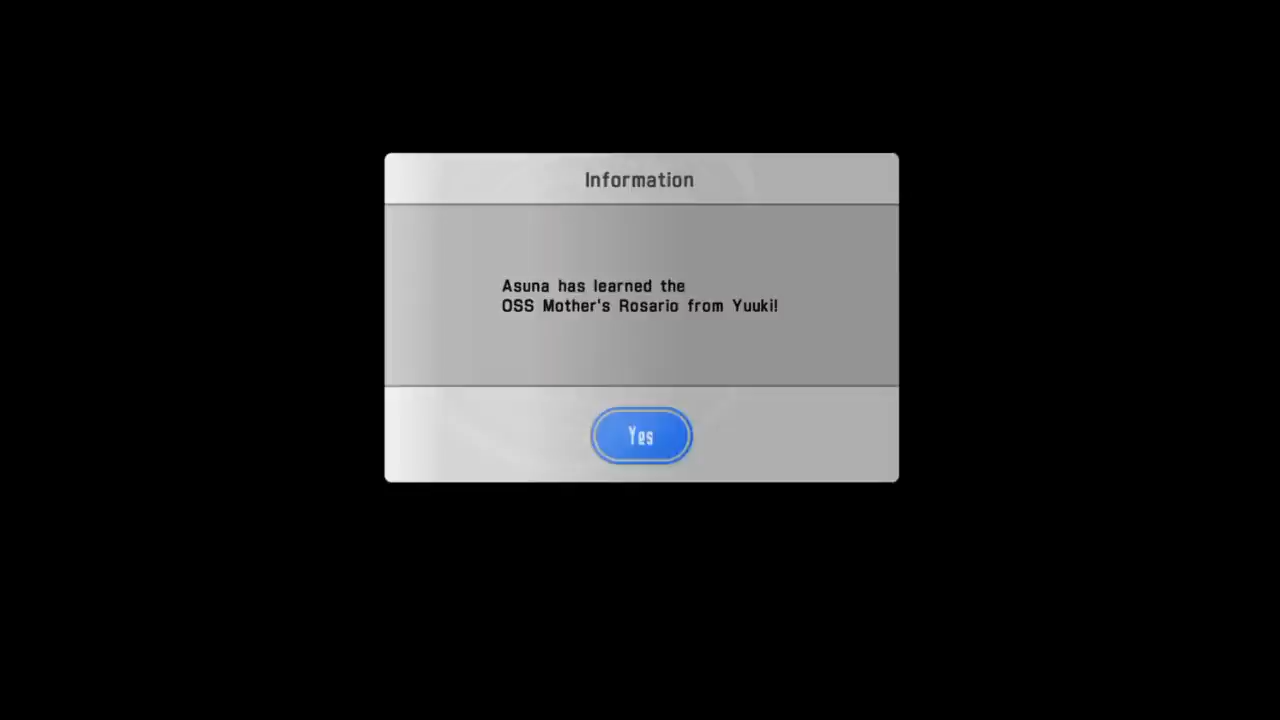 Information
Asuna has learned the
OSS Mother's Rosario from Yuuki!
Yes